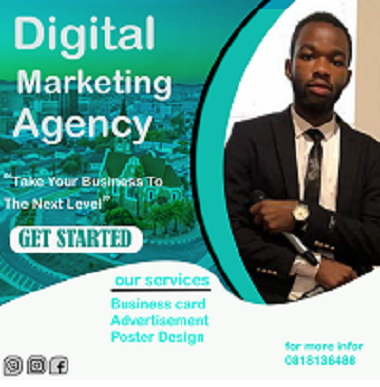 Digital
Marketing
Agency
"Take Your Business To
The Next Level"
GET STARTED
our services
Business card
Advertisement
Poster Design
for more infor
0818136488